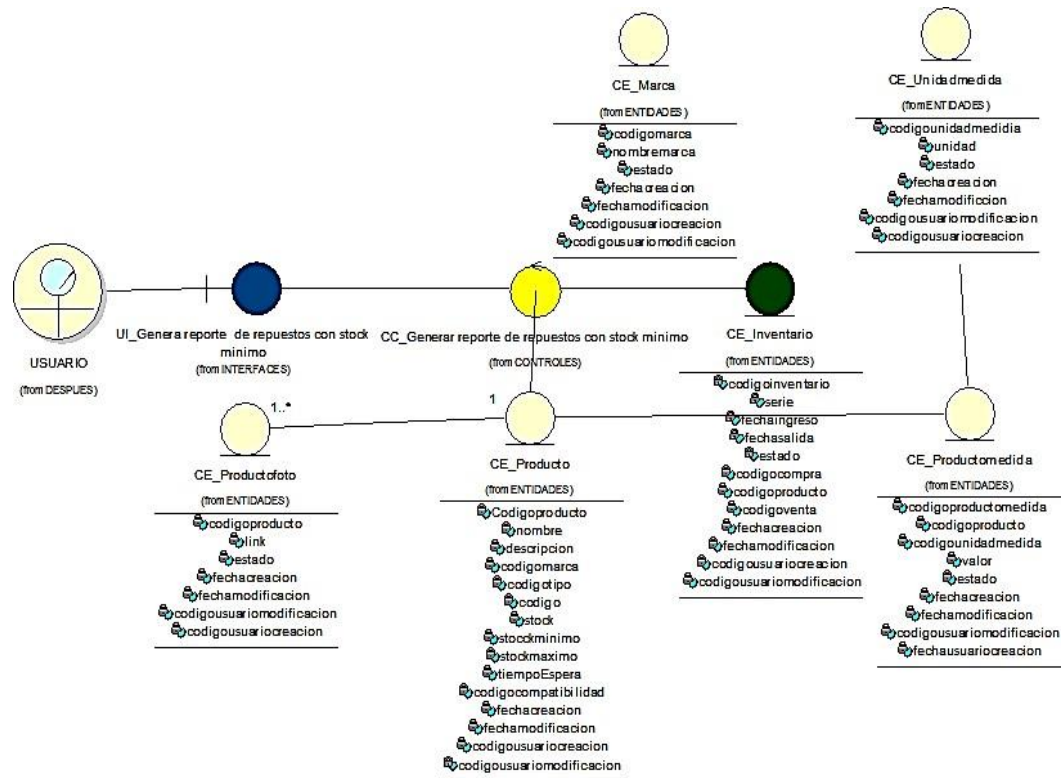 CE_Marca
(from ENTIDADES)
codigomarca
nombremarca
estado
fechacreacion
fechamodificacion
codigousuariocreacion
codigousuariomodificacion
CE_Unidadmedida
(from ENTIDADES)
codigounidadmedidia
unidad
estado
fechacreacion
fechamodificcion
codigousuariomodificacion
codigousuariocreacion
USUARIO
(from DESPUES)
UI_Genera reporte de repuestos con stock
minimo
(from INTERFACES)
CC_Generar reporte de repuestos con stock minimo
(from CONTROLES)
CE_Inventario
(from ENTIDADES)
codigoinventario
serie
fechaingreso
fechasalida
estado
codigocompra
codigoproducto
codigoventa
fechacreacion
fechamodificacion
codigousuariocreacion
codigousuariomodificacion
1..*
1
CE_Productofoto
(from ENTIDADES)
codigoproducto
link
estado
fechacreacion
fechamodificacion
codigousuariomodificacion
codigousuariocreacion
CE_Producto
(from ENTIDADES)
Codigoproducto
nombre
descripcion
codigomarca
codigotipo
codigo
stock
stocckminimo
stockmaximo
tiempoEspera
codigocompatibilidad
fechacreacion
fechamodificacion
codigousuariocreacion
codigousuariomodificacion
CE_Productomedida
(from ENTIDADES)
codigoproductomedida
codigoproducto
codigounidadmedida
valor
estado
fechacreacion
fechamodificacion
codigousuariomodificacion
fechausuariocreacion